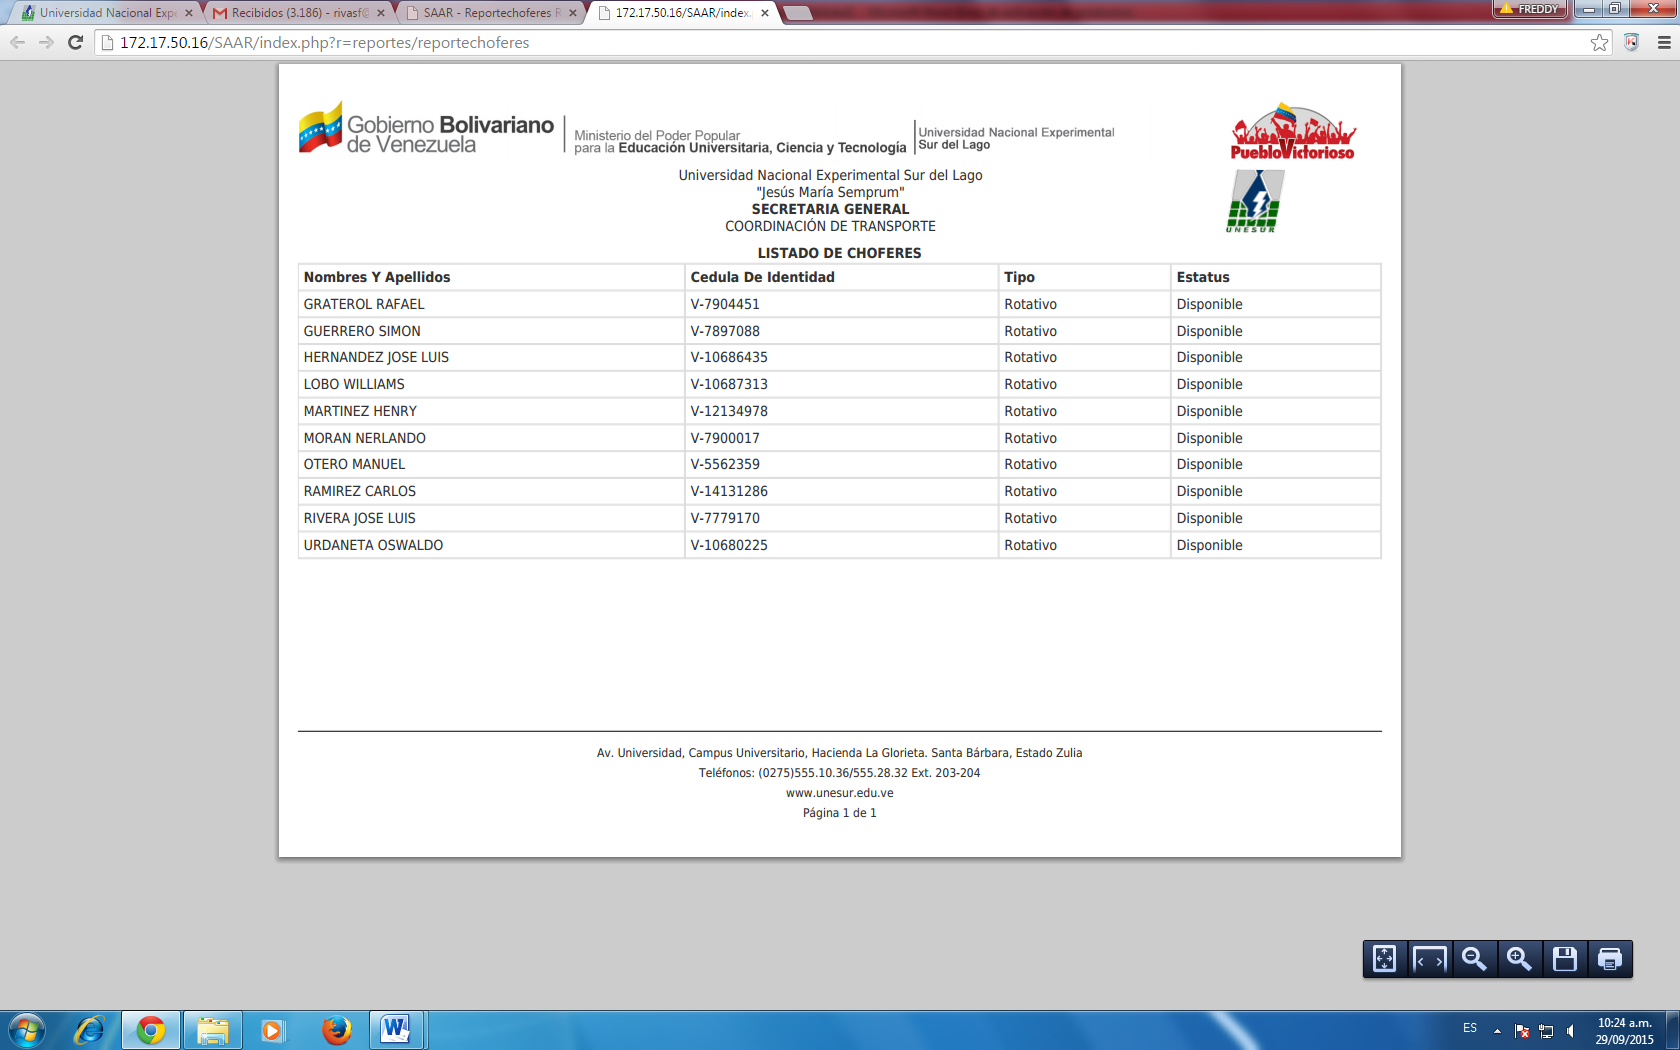 Universidad Nacional Expe
Recibidos (3.186) - rivasf@
SAAR - Reportechoferes R
172.17.50.16/SAAR/index.
FREDDY
172.17.50.16/SAAR/index.php?r=reportes/reportechoferes
Gobierno Bolivariano
de Venezuela
Ministerio del Poder Popular
para la Educación Universitaria, Ciencia y Tecnología
Universidad Nacional Experimental
Sur del Lago
PuebloVictorioso
Universidad Nacional Experimental Sur del Lago
"Jesús María Semprum"
SECRETARIA GENERAL
COORDINACIÓN DE TRANSPORTE
UNESUR
LISTADO DE CHOFERES
Nombres Y Apellidos Cedula De Identidad Tipo Estatus
GRATEROL RAFAEL V-7904451 Rotativo Disponible
GUERRERO SIMON V-7897088 Rotativo Disponible
HERNANDEZ JOSE LUIS V-10686435 Rotativo Disponible
LOBO WILLIAMS V-10687313 Rotativo Disponible
MARTINEZ HENRY V-12134978 Rotativo Disponible
MORAN NERLANDO V-7900017 Rotativo Disponible
OTERO MANUEL V-5562359 Rotativo Disponible
RAMIREZ CARLOS V-14131286 Rotativo Disponible
RIVERA JOSE LUIS V-7779170 Rotativo Disponible
URDANETA OSWALDO V-10680225 Rotativo Disponible
Av. Universidad, Campus Universitario, Hacienda La Glorieta. Santa Bárbara, Estado Zulia
Teléfonos: (0275)555.10.36/555.28.32 Ext. 203-204
www.unesur.edu.ve
Página 1 de 1
ES
10:24 a.m.
29/09/2015